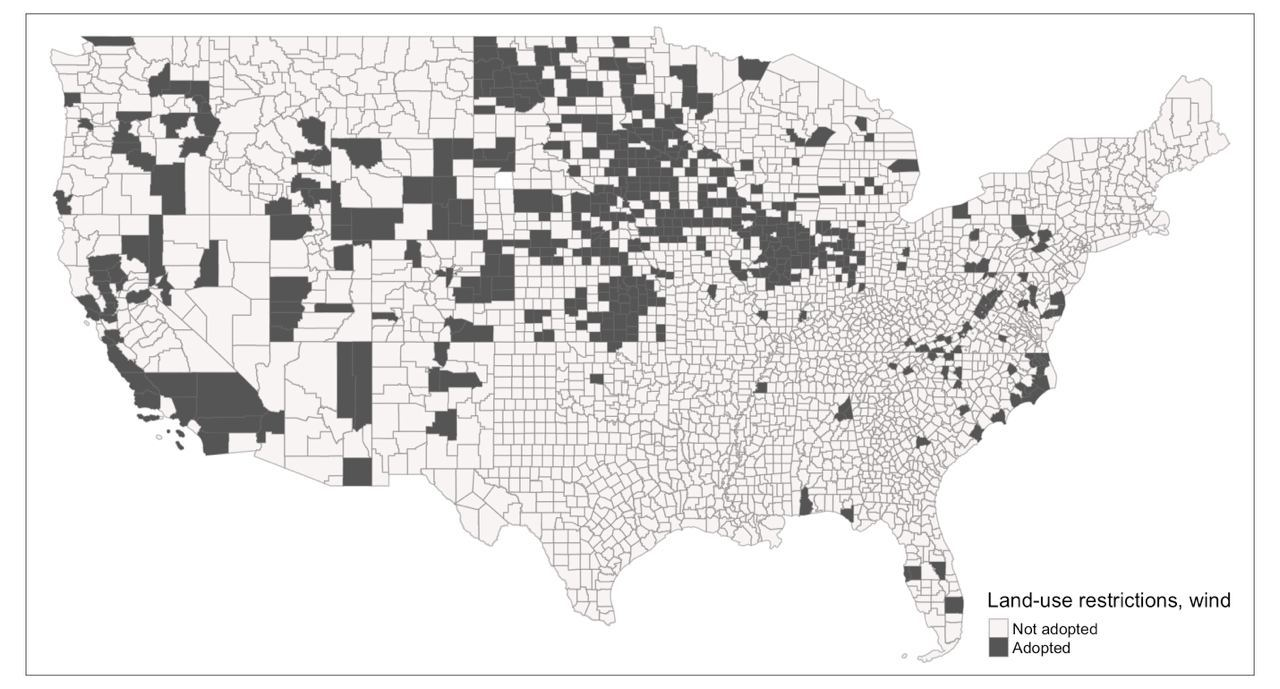 Land-use restrictions, wind
Not adopted
Adopted